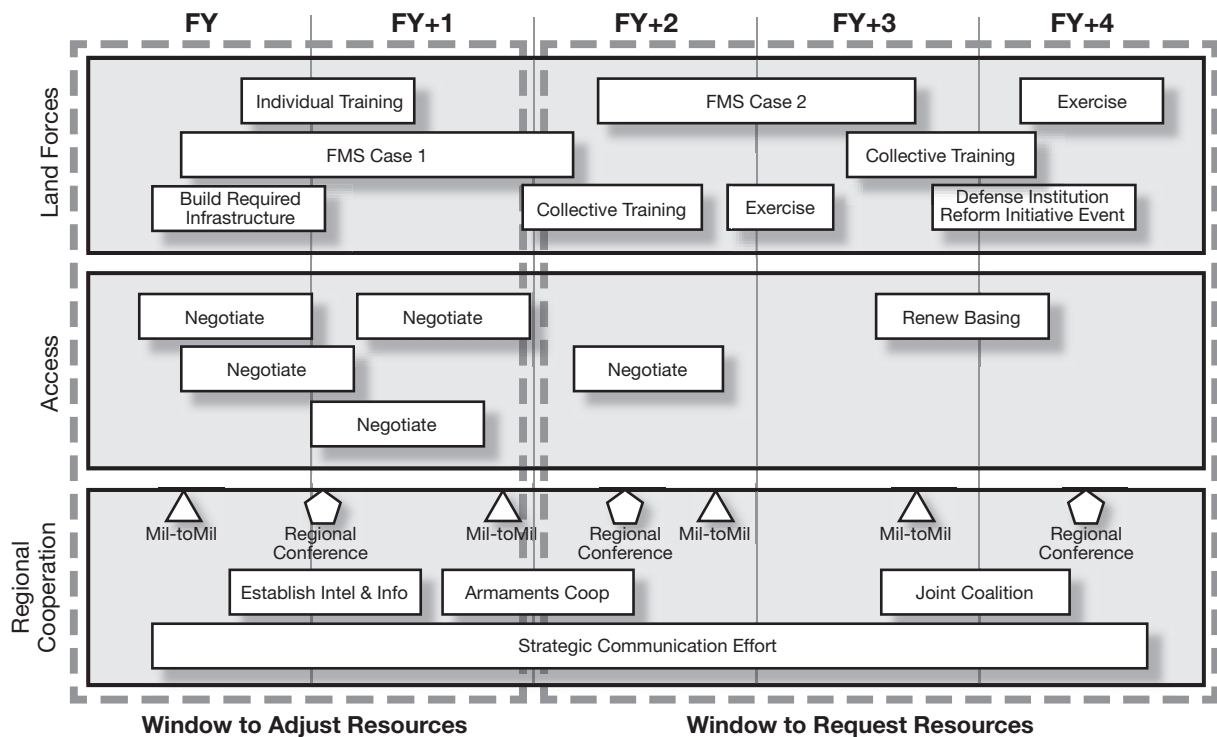 FY
FY+1
FY+2
FY+3
FY+4
Land Forces
Individual Training
FMS Case 2
Exercise
FMS Case 1
Collective Training
Build Required
Infrastructure
Collective Training
Exercise
Defense Institution
Reform Initiative Event
Access
Negotiate
Negotiate
Renew Basing
Negotiate
Negotiate
Negotiate
Regional
Cooperation
Mil-toMil
Regional
Conference
Mil-toMil
Regional
Conference
Mil-toMil
Mil-toMil
Regional
Conference
Establish Intel & Info
Armaments Coop
Joint Coalition
Strategic Communication Effort
Window to Adjust Resources
Window to Request Resources